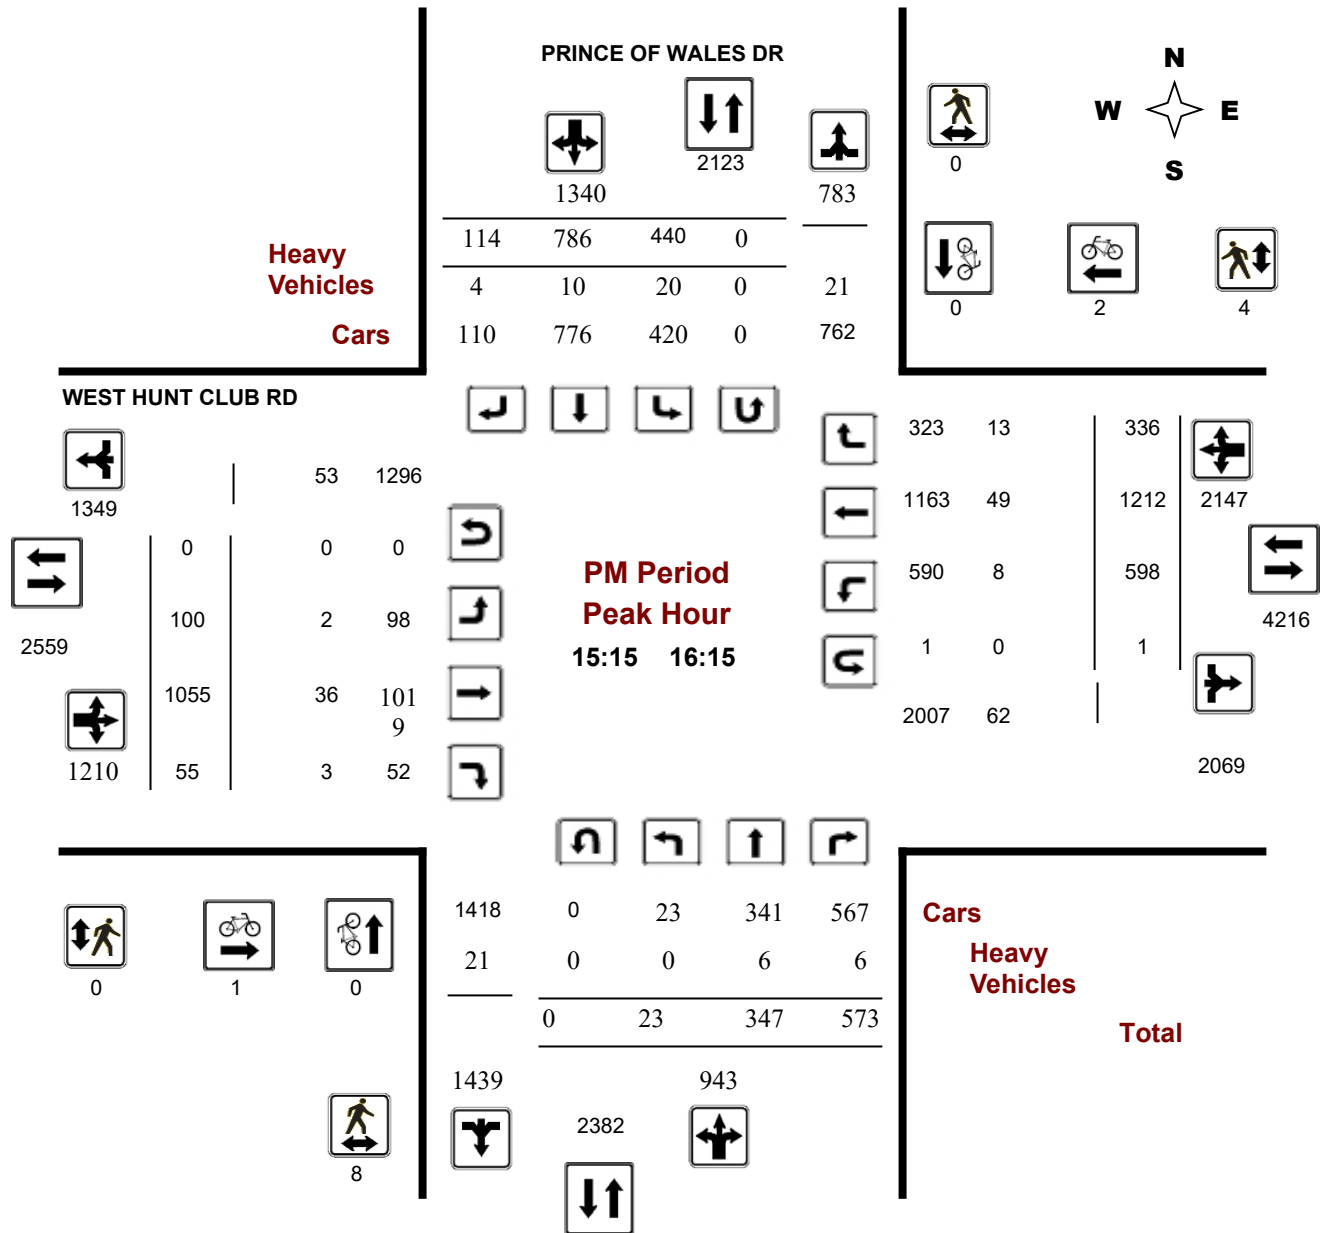 PRINCE OF WALES DR
N
W E
S
2123
0
1340
783
114 786 440 0
Heavy
Vehicles
4 10 20 0 21
0 2 4
Cars
110 776 420 0 762
WEST HUNT CLUB RD
323 13 336
53 1296
1349
1163 49 1212 2147
0 0 0
PM Period
590 8 598
Peak Hour
100 2 98
4216
2559
15:15 16:15
1 0 1
1055 36 101
9
2007 62
1210 55 3 52
2069
1418 0 23 341 567
Cars
21 0 0 6 6
Heavy
Vehicles
0 1 0
0 23 347 573
Total
1439 943
2382
8